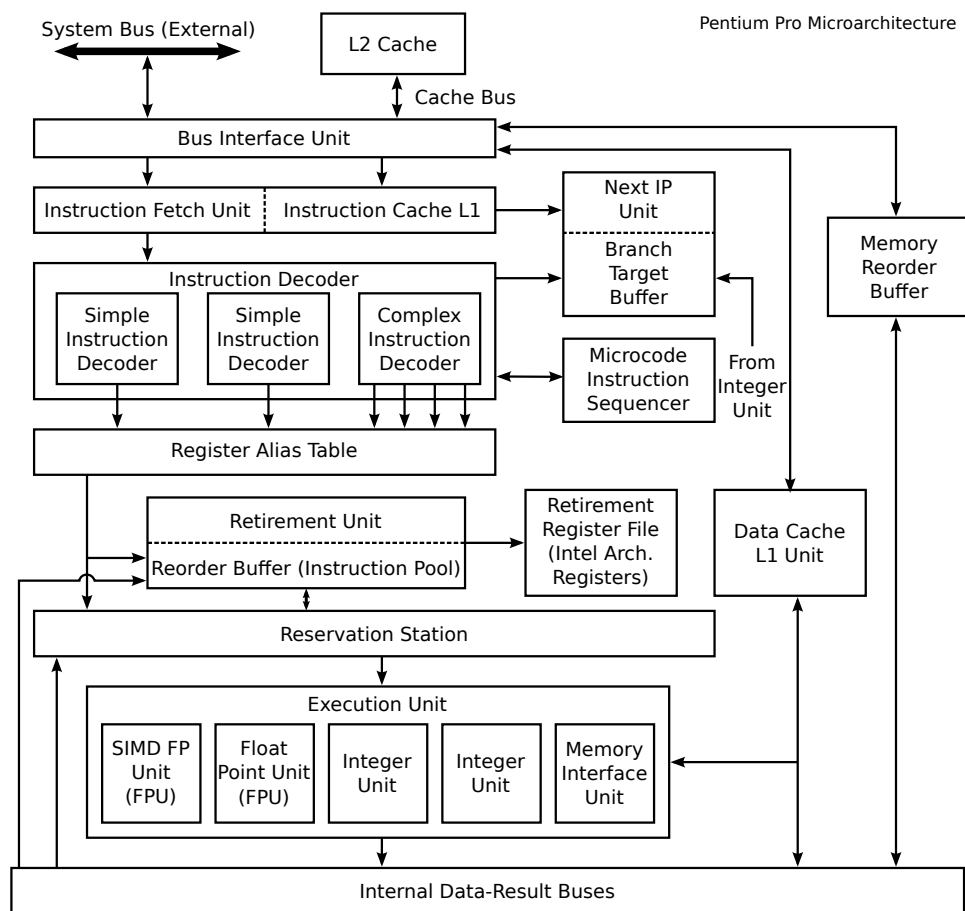 Pentium Pro Microarchitecture
System Bus (External)
L2 Cache
Cache Bus
Bus Interface Unit
Instruction Fetch Unit
Instruction Cache L1
Next IP
Unit
Branch
Target
Buffer
Memory
Reorder
Buffer
Instruction Decoder
Simple
Instruction
Decoder
Simple
Instruction
Decoder
Complex
Instruction
Decoder
Microcode
Instruction
Sequencer
From
Integer
Unit
Register Alias Table
Retirement Unit
Reorder Buffer (Instruction Pool)
Retirement
Register File
(Intel Arch.
Registers)
Data Cache
L1 Unit
Reservation Station
Execution Unit
SIMD FP
Unit
(FPU)
Float
Point Unit
(FPU)
Integer
Unit
Integer
Unit
Memory
Interface
Unit
Internal Data-Result Buses